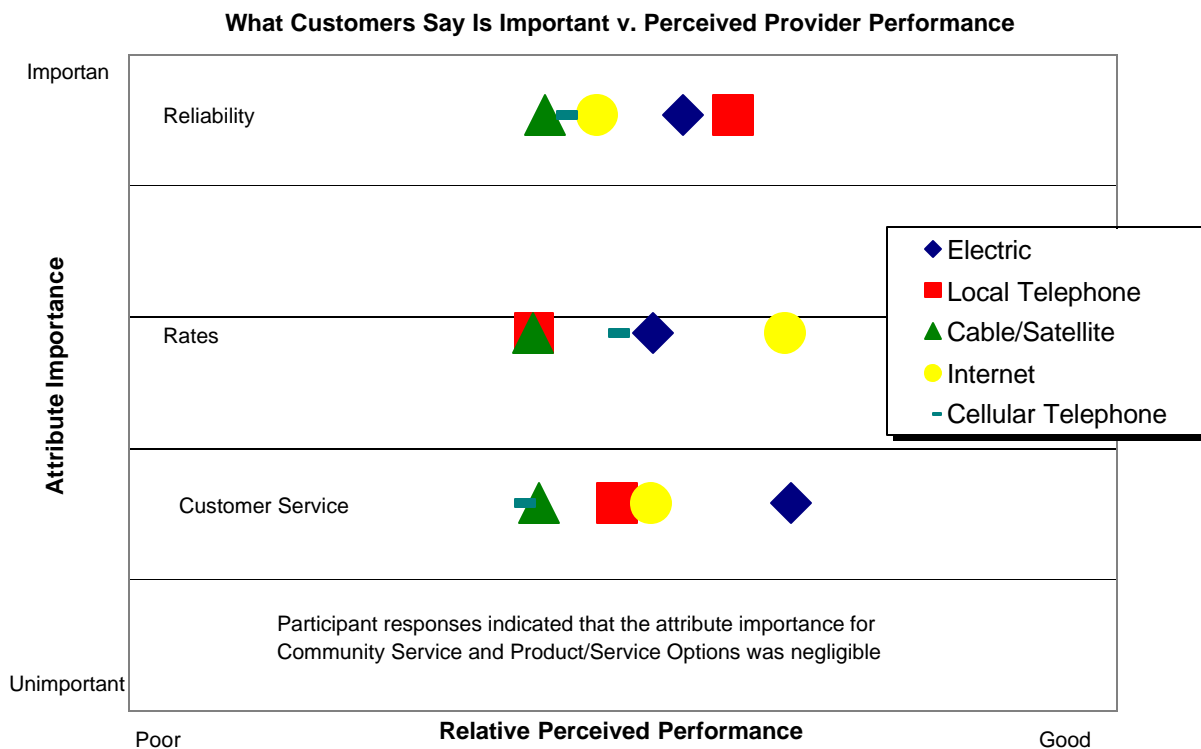 What Customers Say Is Important v. Perceived Provider Performance
Importan
Reliability
Electric
Local Telephone
Cable/Satellite
Internet
Cellular Telephone
Rates
Attribute Importance
Customer Service
Participant responses indicated that the attribute importance for
Community Service and Product/Service Options was negligible
Unimportant
Poor
Relative Perceived Performance
Good